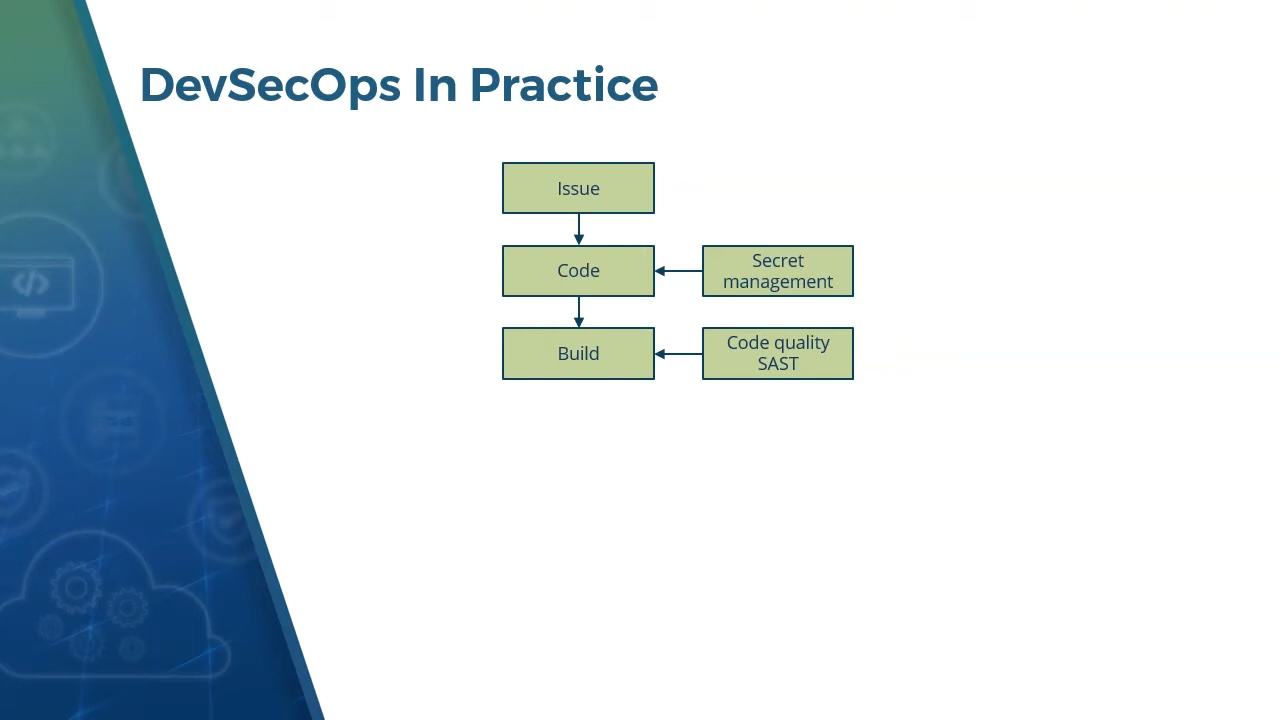 DevSecOps In Practice
Issue
Code
Secret
management
Build
Code quality
SAST